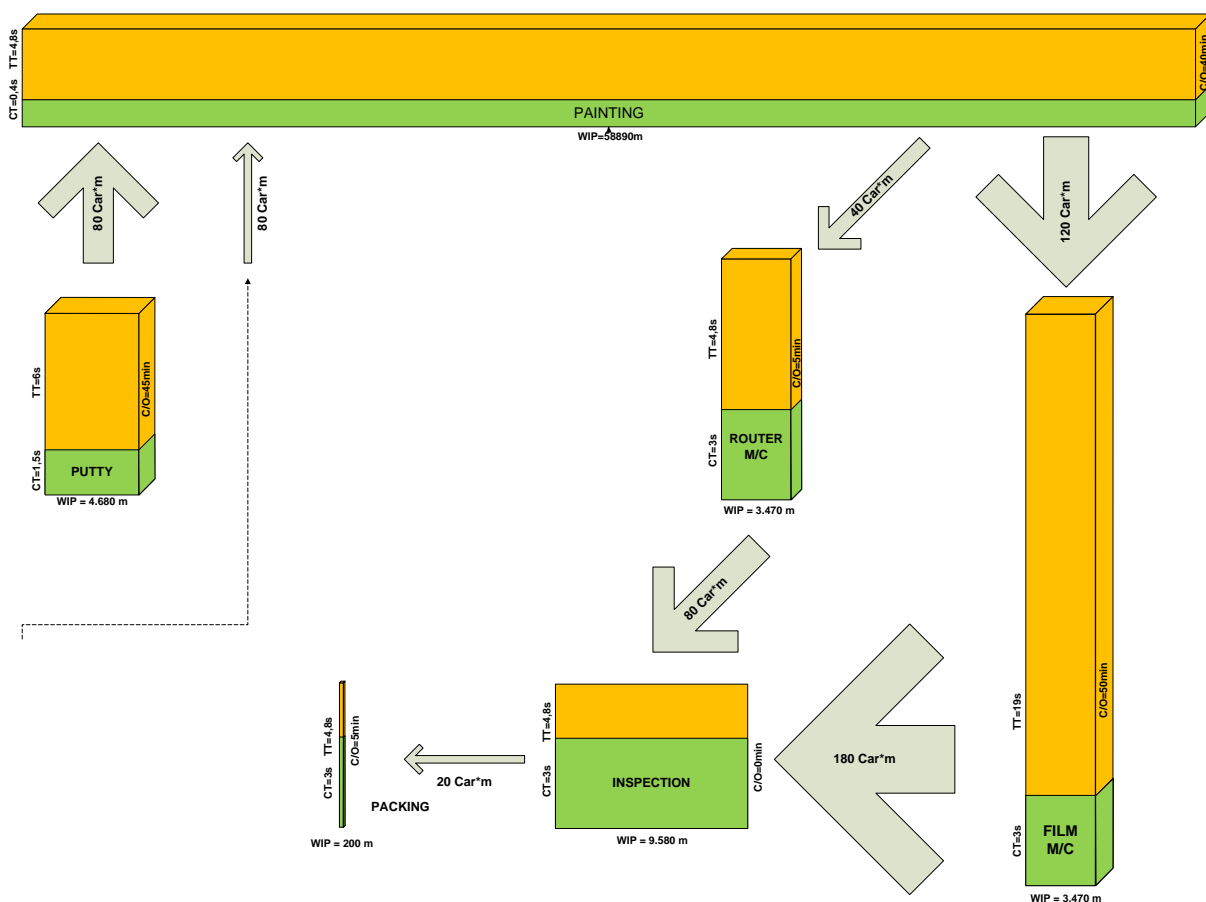 TT=4,8s
CT=0,4s
C/O=40min
PAINTING
WIP=58890m
80 Car*m
80 Car*m
40 Car*m
120 Car*m
TT=6s
C/O=45min
CT=1,5s
PUTTY
WIP = 4.680 m
TT=4,8s
C/O=5min
CT=3s
ROUTER
M/C
WIP = 3.470 m
80 Car*m
TT=19s
C/O=50min
CT=3s
FILM
M/C
WIP = 3.470 m
180 Car*m
TT=4,8s
CT=3s
C/O=0min
INSPECTION
WIP = 9.580 m
20 Car*m
TT=4,8s
CT=3s
C/O=5min
PACKING
WIP = 200 m